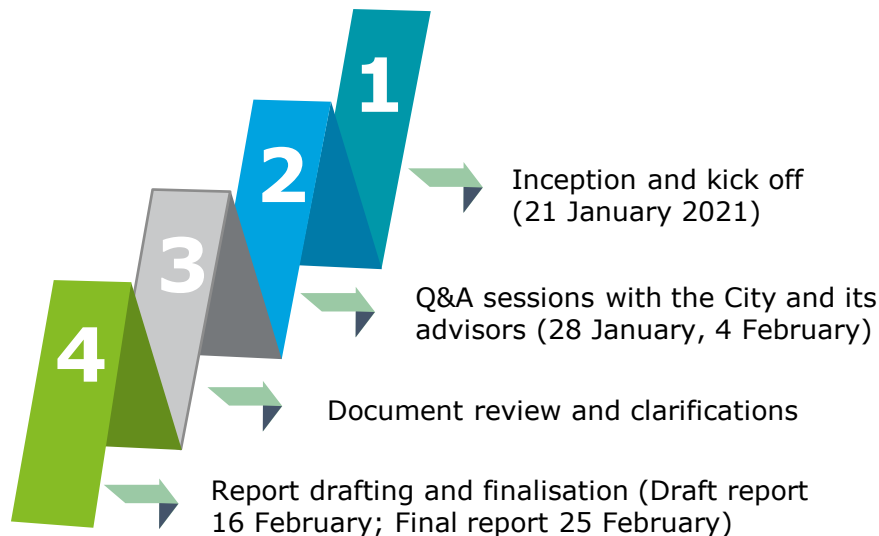 1
Inception and kick off
(21 January 2021)
2
Q&A sessions with the City and its
advisors (28 January, 4 February)
3
Document review and clarifications
4
Report drafting and finalisation (Draft report
16 February; Final report 25 February)